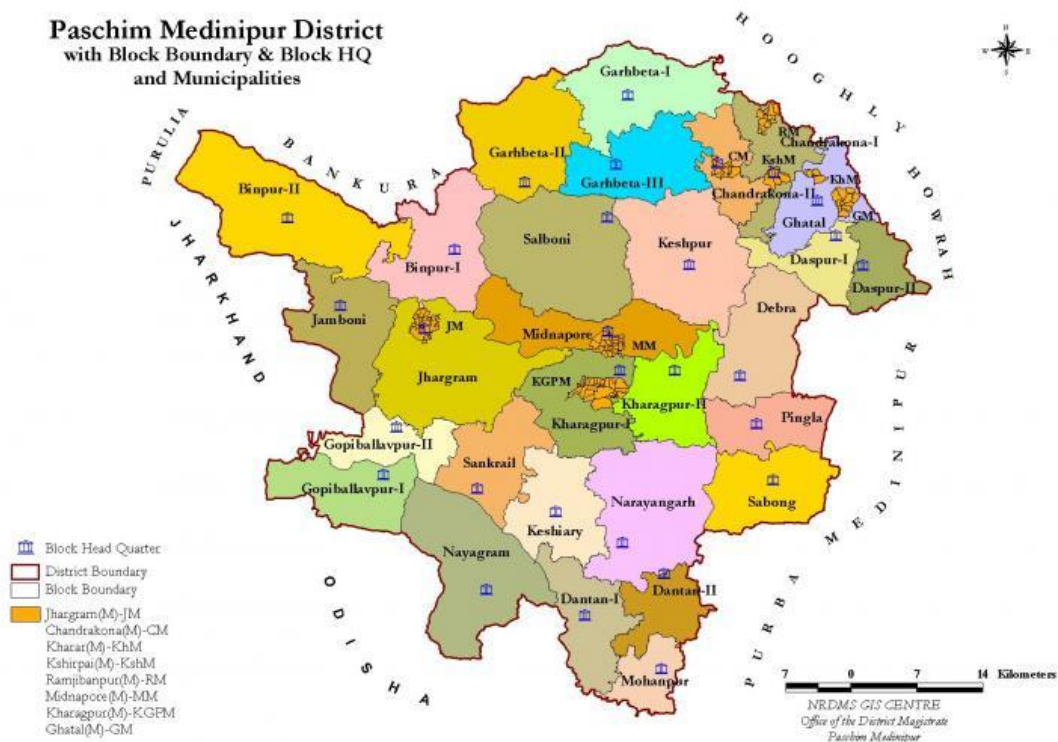 Paschim Medinipur District
with Block Boundary & Block HQ
and Municipalities
HOOGHLY
HOWRAH
PURULIA
BANKURA
JHARKHAND
ODISHA
PURBA MEDINIPUR
N
Garhbeta-I
Garhbeta-II
Garhbeta-III
RM
Chandrakona-I
CM
KshM
Chandrakona-II
KhM
Ghatal
GM
Binpur-II
Binpur-I
Salboni
Keshpur
Daspur-I
Daspur-II
Jamboni
JM
Midnapore
MM
Debra
Jhargram
KGPM
Kharagpur-I
Kharagpur-II
Pingla
Gopiballavpur-II
Gopiballavpur-I
Sankrail
Keshiary
Narayangarh
Sabong
Nayagram
Dantan-I
Dantan-II
Mohanpur
Block Head Quarter
District Boundary
Block Boundary
Jhargram(M)-JM
Chandrakona(M)-CM
Kharar(M)-KhM
Kshirpai(M)-KshM
Ramjibanpur(M)-RM
Midnapore(M)-MM
Kharagpur(M)-KGPM
Ghatal(M)-GM
7 0 7 14 Kilometers
NRDMS GIS CENTRE
Office of the District Magistrate
Paschim Medinipur